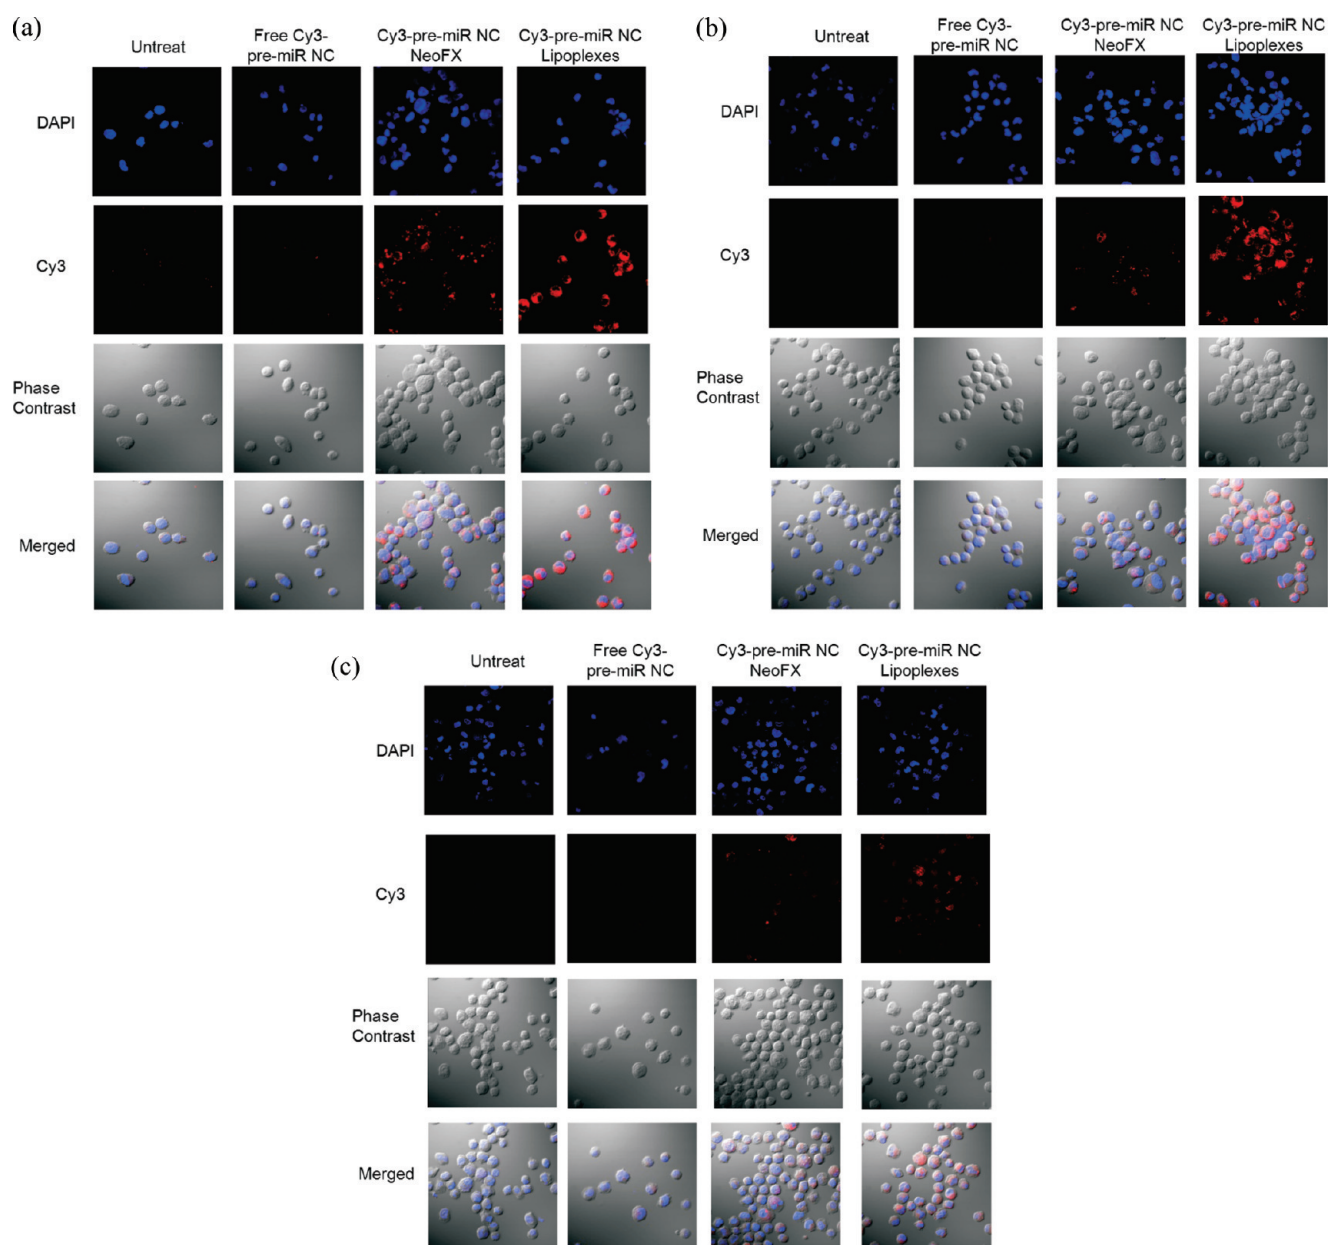 (a)
Untreat
Free Cy3-
pre-miR NC
Cy3-pre-miR NC
NeoFX
Cy3-pre-miR NC
Lipoplexes
DAPI
Cy3
Phase
Contrast
Merged
(b)
Untreat
Free Cy3-
pre-miR NC
Cy3-pre-miR NC
NeoFX
Cy3-pre-miR NC
Lipoplexes
DAPI
Cy3
Phase
Contrast
Merged
(c)
Untreat
Free Cy3-
pre-miR NC
Cy3-pre-miR NC
NeoFX
Cy3-pre-miR NC
Lipoplexes
DAPI
Cy3
Phase
Contrast
Merged